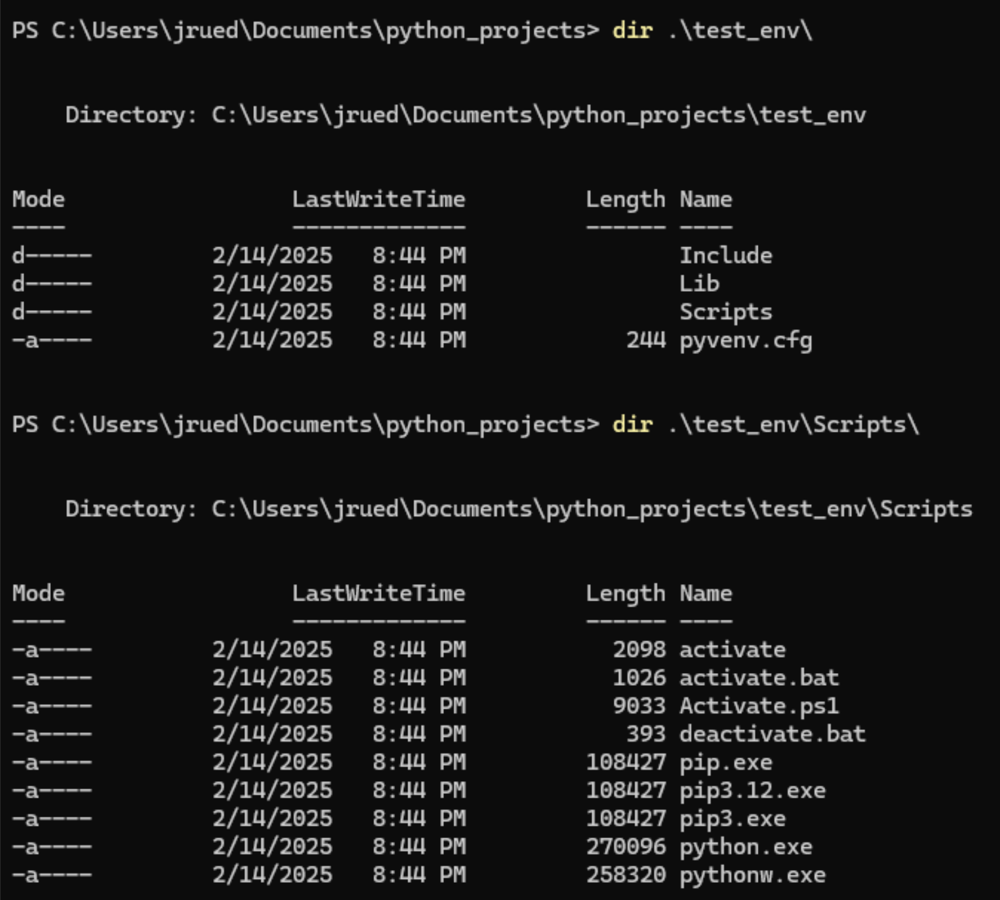 PS C:\Users\jrued\Documents\python_projects> dir .\test_env\
Directory: C:\Users\jrued\Documents\python_projects\test_env
Mode LastWriteTime Length Name
---- ------------- ------ ----
d----- 2/14/2025 8:44 PM Include
d----- 2/14/2025 8:44 PM Lib
d----- 2/14/2025 8:44 PM Scripts
-a---- 2/14/2025 8:44 PM 244 pyvenv.cfg
PS C:\Users\jrued\Documents\python_projects> dir .\test_env\Scripts\
Directory: C:\Users\jrued\Documents\python_projects\test_env\Scripts
Mode LastWriteTime Length Name
---- ------------- ------ ----
-a---- 2/14/2025 8:44 PM 2098 activate
-a---- 2/14/2025 8:44 PM 1026 activate.bat
-a---- 2/14/2025 8:44 PM 9033 Activate.ps1
-a---- 2/14/2025 8:44 PM 393 deactivate.bat
-a---- 2/14/2025 8:44 PM 108427 pip.exe
-a---- 2/14/2025 8:44 PM 108427 pip3.12.exe
-a---- 2/14/2025 8:44 PM 108427 pip3.exe
-a---- 2/14/2025 8:44 PM 270096 python.exe
-a---- 2/14/2025 8:44 PM 258320 pythonw.exe